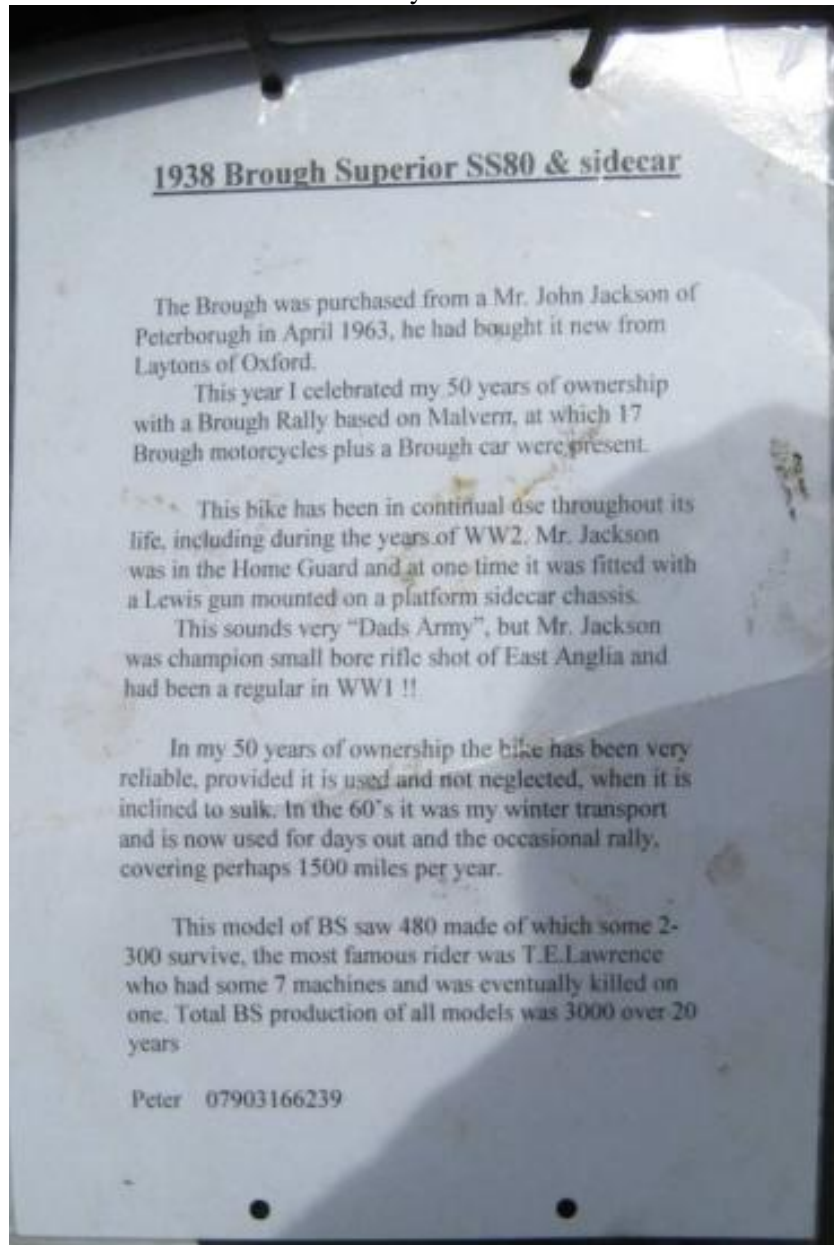 1938 Brough Superior SS80 & sidecar
The Brough was purchased from a Mr. John Jackson of
Peterborugh in April 1963, he had bought it new from
Laytons of Oxford.
This year I celebrated my 50 years of ownership
with a Brough Rally based on Malvern, at which 17
Brough motorcycles plus a Brough car were present.
This bike has been in continual use throughout its
life, including during the years of WW2. Mr. Jackson
was in the Home Guard and at one time it was fitted with
a Lewis gun mounted on a platform sidecar chassis.
This sounds very “Dads Army”, but Mr. Jackson
was champion small bore rifle shot of East Anglia and
had been a regular in WW1 !!
In my 50 years of ownership the bike has been very
reliable, provided it is used and not neglected, when it is
inclined to sulk. In the 60’s it was my winter transport
and is now used for days out and the occasional rally,
covering perhaps 1500 miles per year.
This model of BS saw 480 made of which some 2-
300 survive, the most famous rider was T.E.Lawrence
who had some 7 machines and was eventually killed on
one. Total BS production of all models was 3000 over 20
years
Peter 07903166239